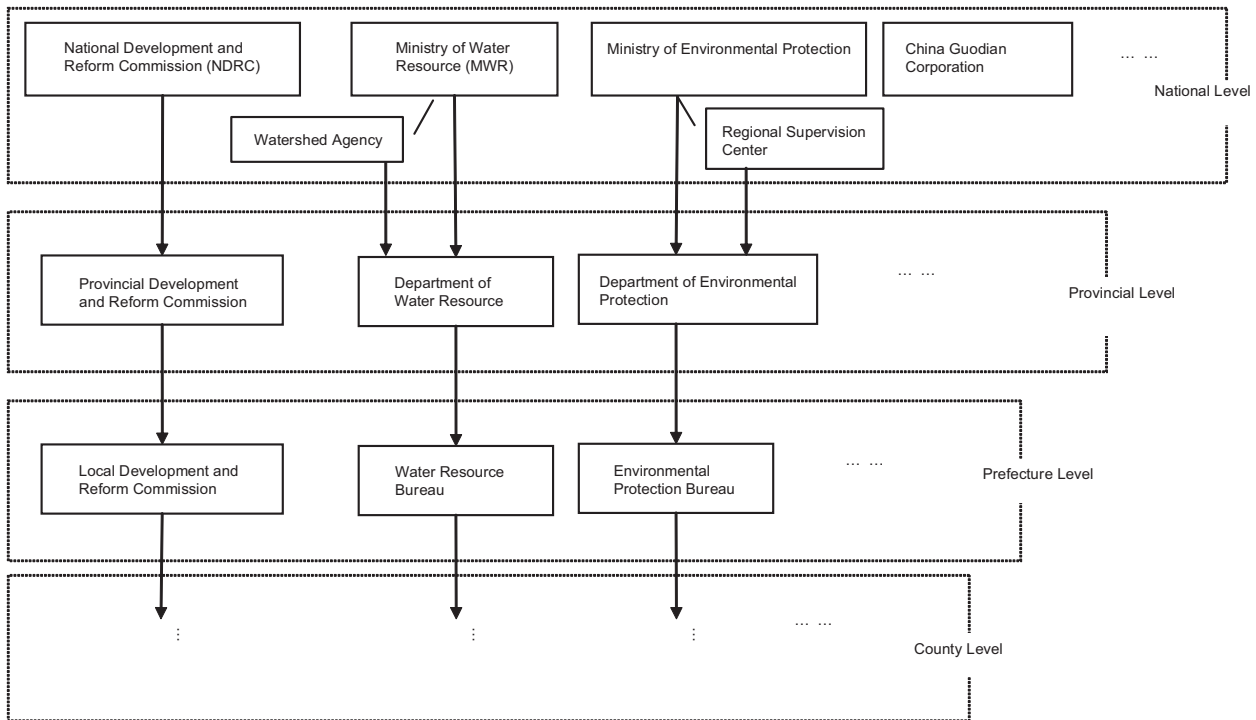 National Development and
Reform Commission (NDRC)
Ministry of Water
Resource (MWR)
Ministry of Environmental Protection
China Guodian
Corporation
... ...
National Level
Watershed Agency
Regional Supervision
Center
Provincial Development
and Reform Commission
Department of
Water Resource
Department of Environmental
Protection
... ...
Provincial Level
Local Development and
Reform Commission
Water Resource
Bureau
Environmental
Protection Bureau
... ...
Prefecture Level
...
...
...
... ...
County Level